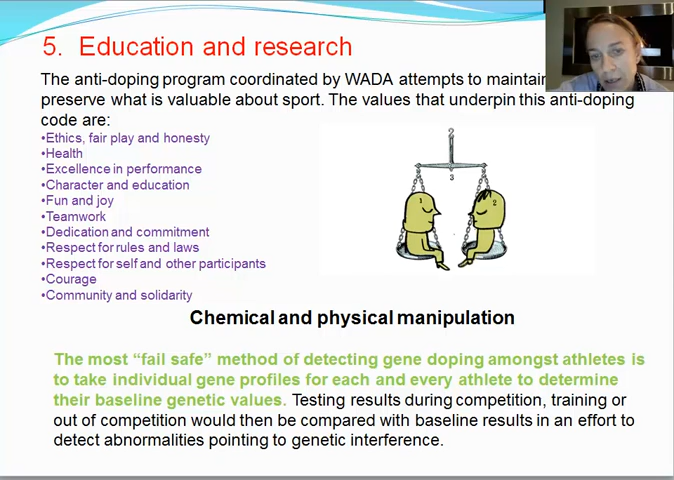 5. Education and research
The anti-doping program coordinated by WADA attempts to maintain
preserve what is valuable about sport. The values that underpin this anti-doping
code are:
•Ethics, fair play and honesty
•Health
•Excellence in performance
•Character and education
•Fun and joy
•Teamwork
•Dedication and commitment
•Respect for rules and laws
•Respect for self and other participants
•Courage
•Community and solidarity
2
3
1
2
Chemical and physical manipulation
The most “fail safe” method of detecting gene doping amongst athletes is
to take individual gene profiles for each and every athlete to determine
their baseline genetic values. Testing results during competition, training or
out of competition would then be compared with baseline results in an effort to
detect abnormalities pointing to genetic interference.